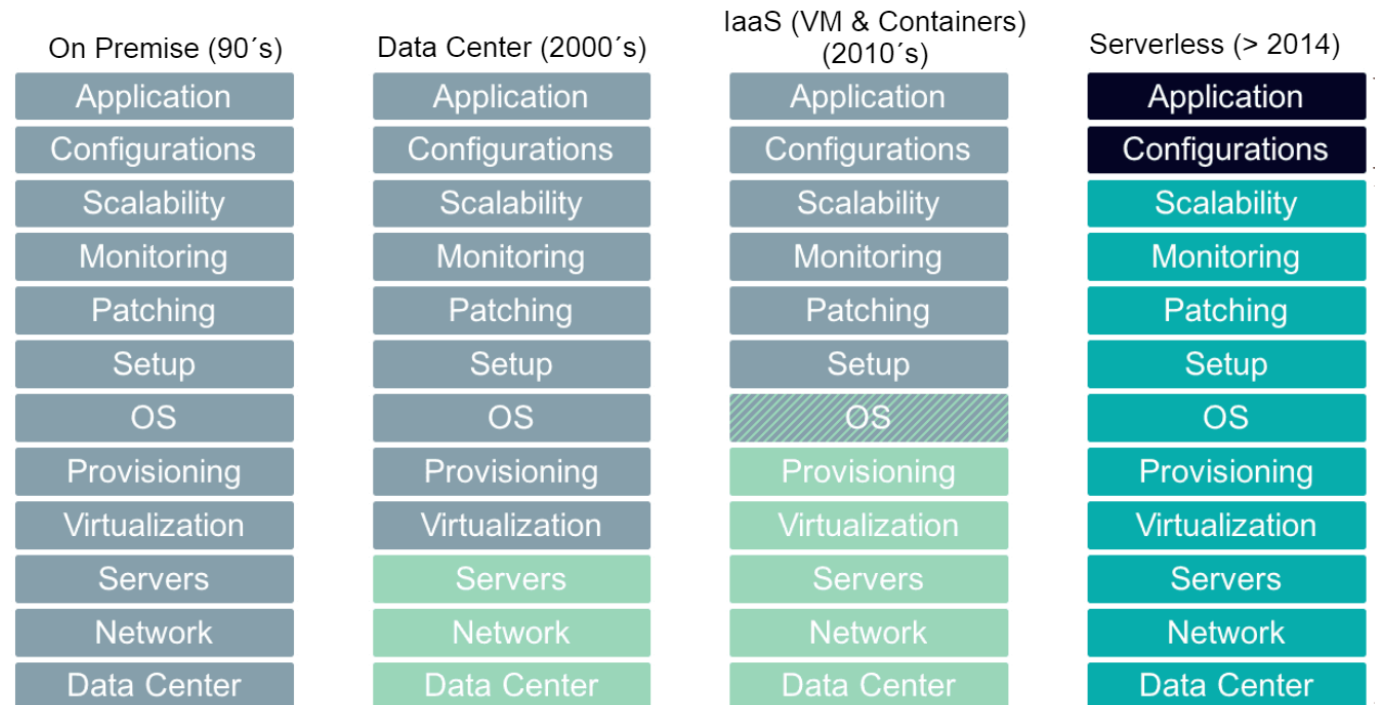 On Premise (90´s)
Application
Configurations
Scalability
Monitoring
Patching
Setup
OS
Provisioning
Virtualization
Servers
Network
Data Center
Data Center (2000´s)
Application
Configurations
Scalability
Monitoring
Patching
Setup
OS
Provisioning
Virtualization
Servers
Network
Data Center
IaaS (VM & Containers)
(2010´s)
Application
Configurations
Scalability
Monitoring
Patching
Setup
OS
Provisioning
Virtualization
Servers
Network
Data Center
Serverless (> 2014)
Application
Configurations
Scalability
Monitoring
Patching
Setup
OS
Provisioning
Virtualization
Servers
Network
Data Center